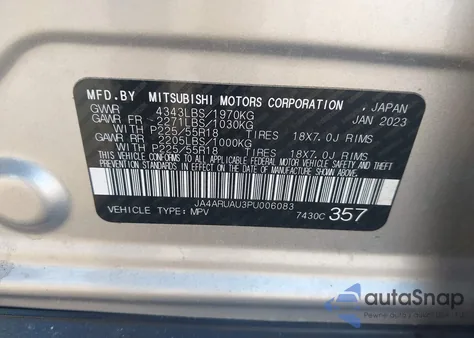 MFD.BY MITSUBISHI MOTORS CORPORATION , JAPAN
GVWR 4343LBS/1970KG JAN 2023
GAWR FR 2271LBS/1030KG
WITH P225/55R18 TIRES 18X7.0J RIMS
GAWR RR 2205LBS/1000KG
WITH P225/55R18 TIRES 18X7.0J RIMS
THIS VEHICLE CONFORMS TO ALL APPLICABLE FEDERAL MOTOR VEHICLE SAFETY AND THEFT
PREVENTION STANDARDS IN EFFECT ON THE DATE OF MANUFACTURE SHOWN ABOVE.
JA4ARUAU3PU006083
VEHICLE TYPE: MPV 7430C 357
autoSnap